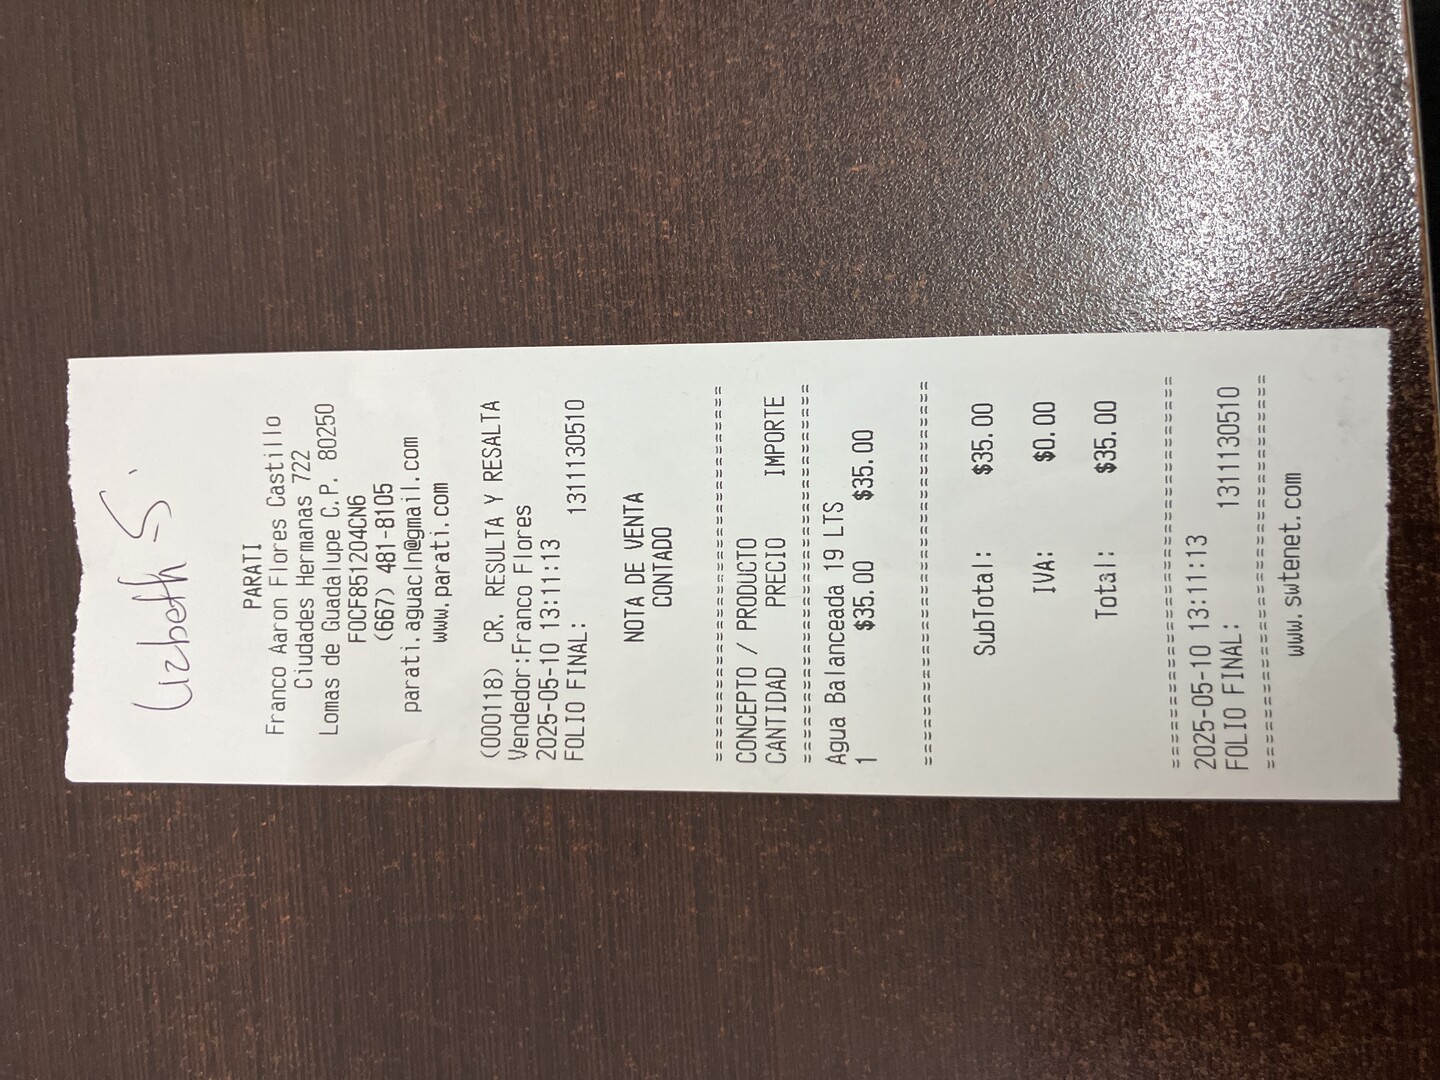 Lizbeth S.
PARATI
Franco Aaron Flores Castillo
Ciudades Hermanas 722
Lomas de Guadalupe C.P. 80250
FOCF851204CN6
(667) 481-8105
parati.aguacln@gmail.com
www.parati.com
(000118) CR. RESULTA Y RESALTA
Vendedor:Franco Flores
2025-05-10 13:11:13
FOLIO FINAL: 1311130510
NOTA DE VENTA
CONTADO
================================
CONCEPTO / PRODUCTO
CANTIDAD PRECIO IMPORTE
================================
Agua Balanceada 19 LTS
1 $35.00 $35.00
================================
SubTotal: $35.00
IVA: $0.00
Total: $35.00
================================
2025-05-10 13:11:13
FOLIO FINAL: 1311130510
================================
www.swtenet.com